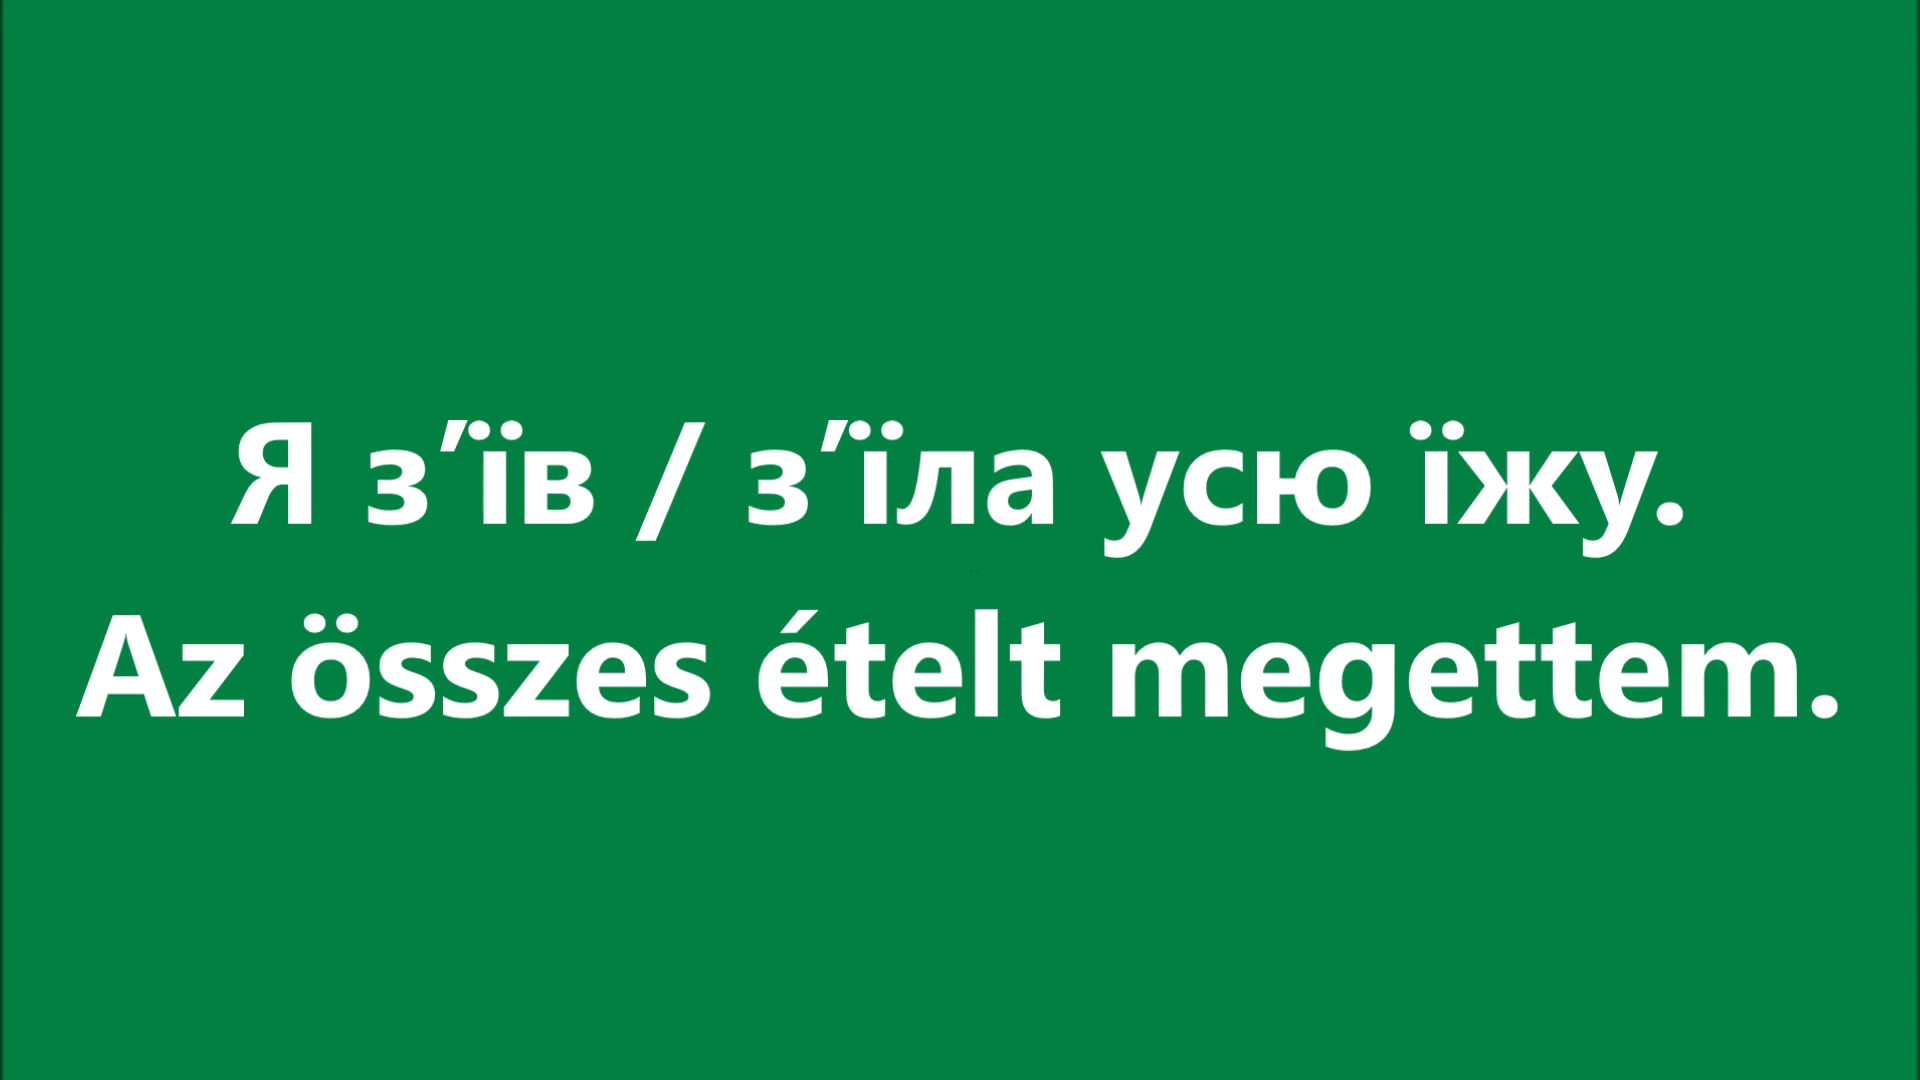 Я з’їв / з’їла усю їжу.
Az összes ételt megettem.